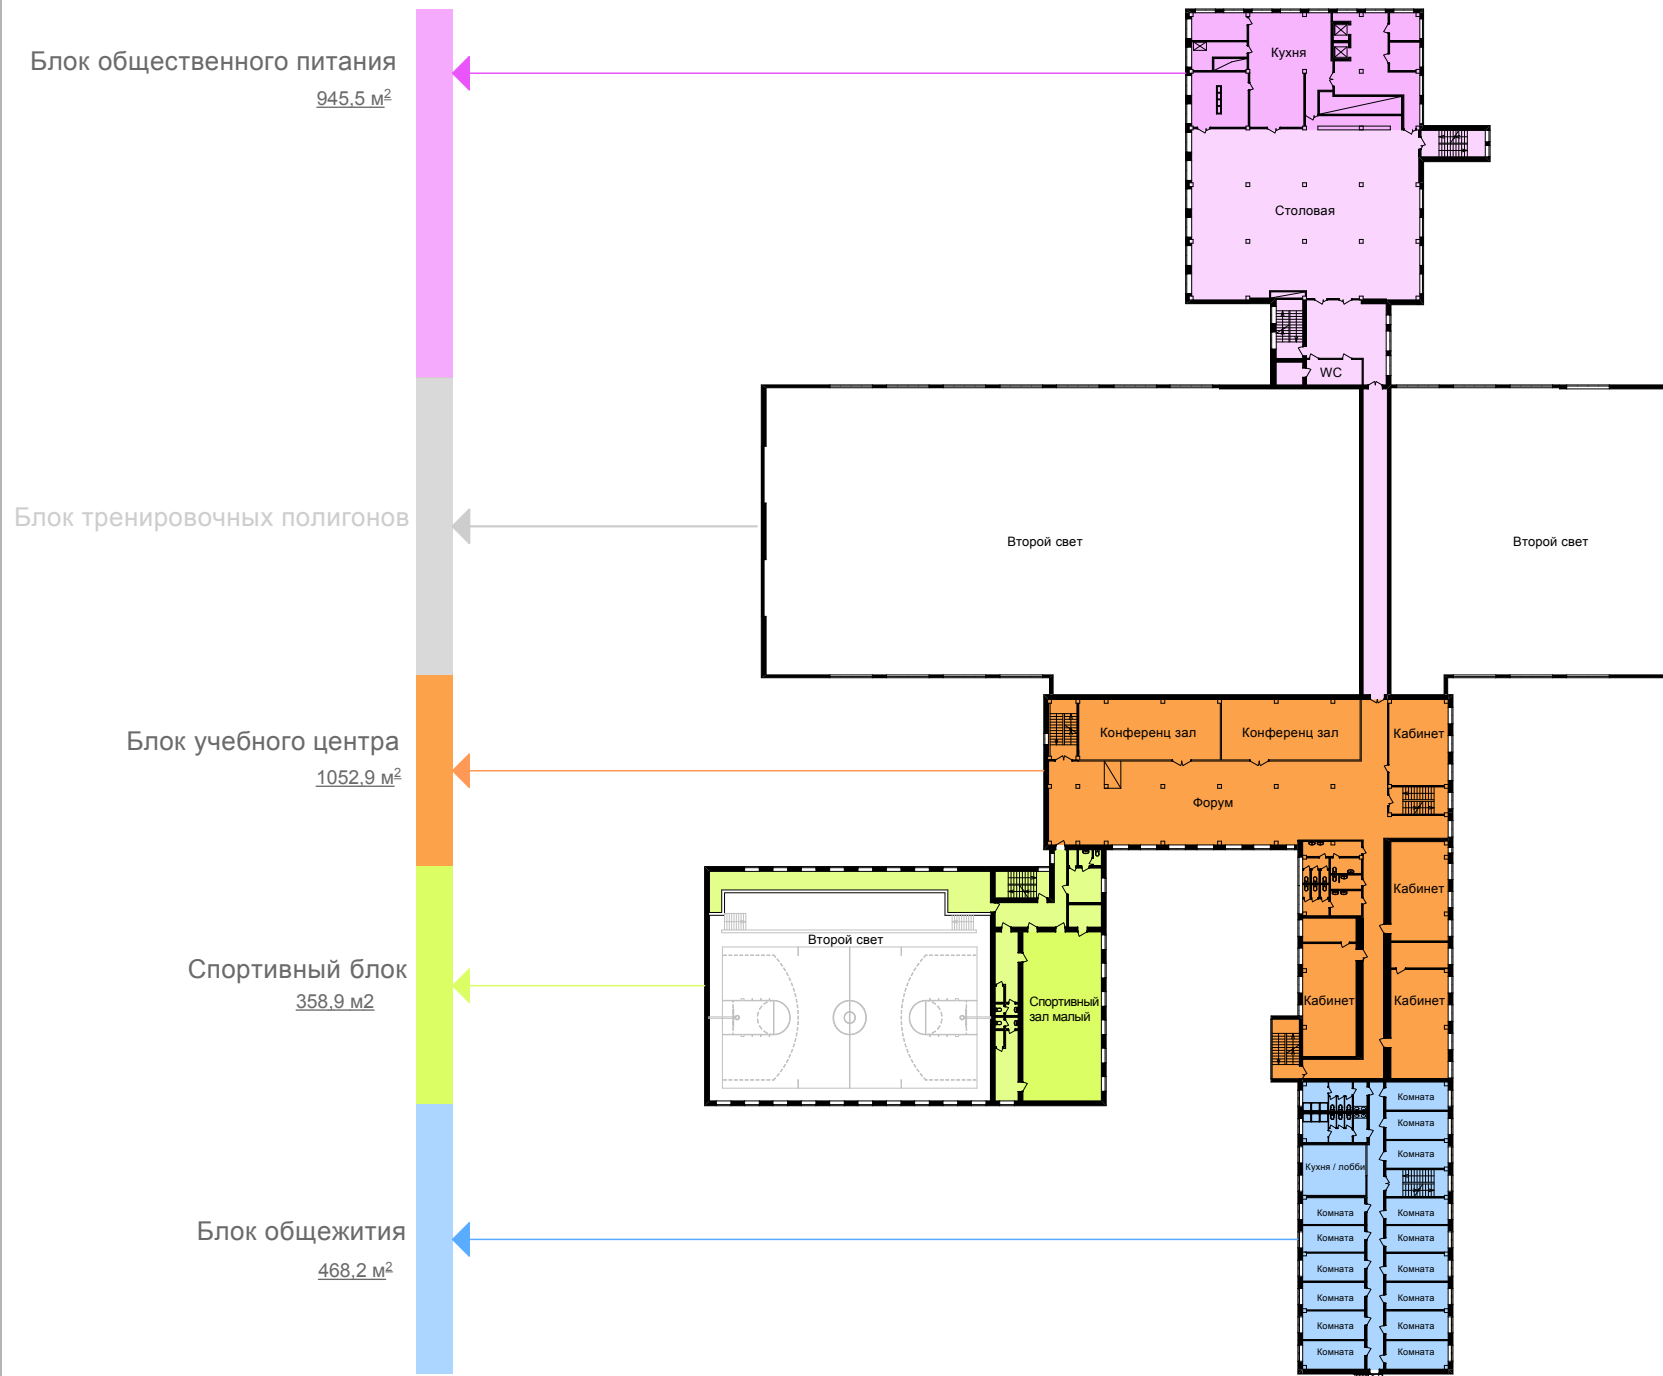 Блок общественного питания
945,5 м²
Блок тренировочных полигонов
Блок учебного центра
1052,9 м²
Спортивный блок
358,9 м2
Блок общежития
468,2 м²
Кухня
Столовая
WC
Второй свет
Второй свет
Конференц зал
Конференц зал
Кабинет
Форум
Кабинет
Второй свет
Спортивный
зал малый
Кабинет
Кабинет
Комната
Комната
Комната
Кухня / лобби
Комната
Комната
Комната
Комната
Комната
Комната
Комната
Комната
Комната
Комната
Комната
Комната